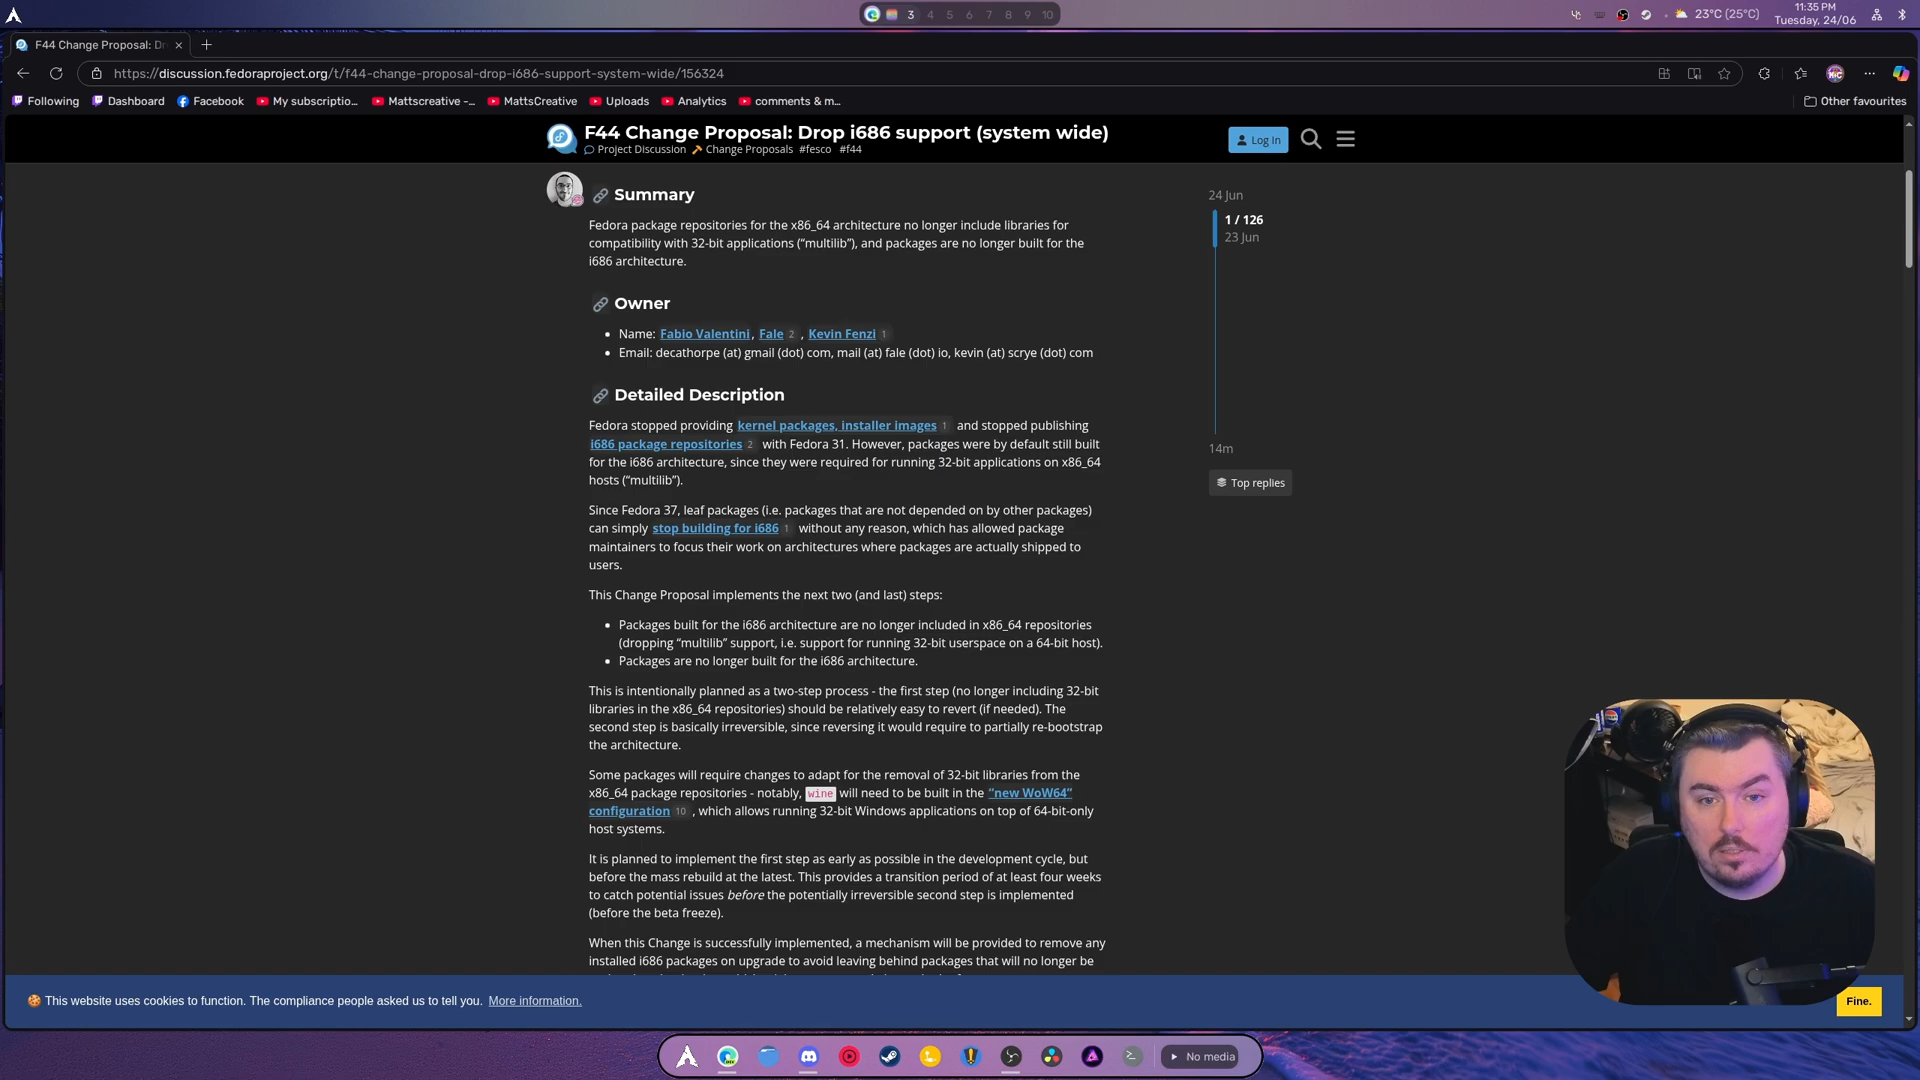 3 4 5 6 7 8 9 10
23°C (25°C)
11:35 PM
Tuesday, 24/06
F44 Change Proposal: Dr
https://discussion.fedoraproject.org/t/f44-change-proposal-drop-i686-support-system-wide/156324
Following Dashboard Facebook My subscriptio... Mattscreative -... MattsCreative Uploads Analytics comments & m... Other favourites
F44 Change Proposal: Drop i686 support (system wide)
Project Discussion Change Proposals #fesco #f44
Log In
Summary
Fedora package repositories for the x86_64 architecture no longer include libraries for
compatibility with 32-bit applications (“multilib”), and packages are no longer built for the
i686 architecture.
Owner
Name: Fabio Valentini, Fale 2 , Kevin Fenzi 1
Email: decathorpe (at) gmail (dot) com, mail (at) fale (dot) io, kevin (at) scrye (dot) com
Detailed Description
Fedora stopped providing kernel packages, installer images 1 and stopped publishing
i686 package repositories 2 with Fedora 31. However, packages were by default still built
for the i686 architecture, since they were required for running 32-bit applications on x86_64
hosts (“multilib”).
Since Fedora 37, leaf packages (i.e. packages that are not depended on by other packages)
can simply stop building for i686 1 without any reason, which has allowed package
maintainers to focus their work on architectures where packages are actually shipped to
users.
This Change Proposal implements the next two (and last) steps:
Packages built for the i686 architecture are no longer included in x86_64 repositories
(dropping “multilib” support, i.e. support for running 32-bit userspace on a 64-bit host).
Packages are no longer built for the i686 architecture.
This is intentionally planned as a two-step process - the first step (no longer including 32-bit
libraries in the x86_64 repositories) should be relatively easy to revert (if needed). The
second step is basically irreversible, since reversing it would require to partially re-bootstrap
the architecture.
Some packages will require changes to adapt for the removal of 32-bit libraries from the
x86_64 package repositories - notably, wine will need to be built in the “new WoW64”
configuration 10 , which allows running 32-bit Windows applications on top of 64-bit-only
host systems.
It is planned to implement the first step as early as possible in the development cycle, but
before the mass rebuild at the latest. This provides a transition period of at least four weeks
to catch potential issues before the potentially irreversible second step is implemented
(before the beta freeze).
When this Change is successfully implemented, a mechanism will be provided to remove any
installed i686 packages on upgrade to avoid leaving behind packages that will no longer be
24 Jun
1 / 126
23 Jun
14m
Top replies
This website uses cookies to function. The compliance people asked us to tell you. More information.
Fine.
No media